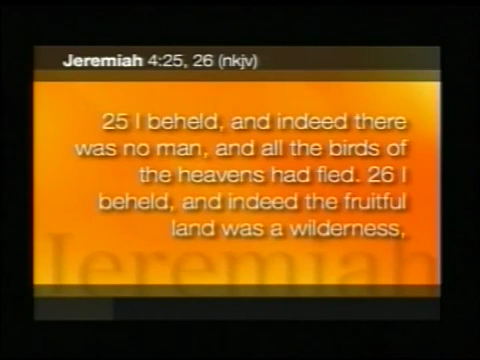 Jeremiah 4:25, 26 (nkjv)
25 I beheld, and indeed there
was no man, and all the birds of
the heavens had fled. 26 I
beheld, and indeed the fruitful
land was a wilderness,
Jeremiah